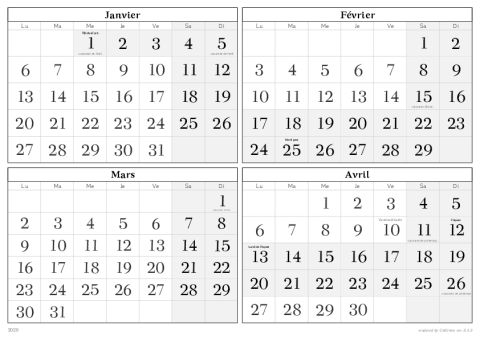 Janvier
Lu Ma Me Je Ve Sa Di
1 2 3 4 5
6 7 8 9 10 11 12
13 14 15 16 17 18 19
20 21 22 23 24 25 26
27 28 29 30 31
Février
Lu Ma Me Je Ve Sa Di
1 2
3 4 5 6 7 8 9
10 11 12 13 14 15 16
17 18 19 20 21 22 23
24 25 26 27 28 29
Mars
Lu Ma Me Je Ve Sa Di
1
2 3 4 5 6 7 8
9 10 11 12 13 14 15
16 17 18 19 20 21 22
23 24 25 26 27 28 29
30 31
Avril
Lu Ma Me Je Ve Sa Di
1 2 3 4 5
Pâques
6 7 8 9 10 11 12
Lundi de Pâques
13 14 15 16 17 18 19
20 21 22 23 24 25 26
27 28 29 30